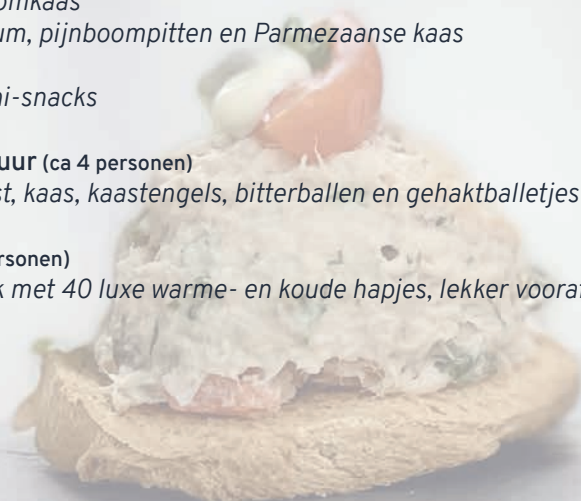 omkaas
um, pijnboompitten en Parmezaanse kaas
ni-snacks
uur (ca 4 personen)
st, kaas, kaastengels, bitterballen en gehaktballetjes
rsonen)
k met 40 luxe warme- en koude hapjes, lekker vooraf